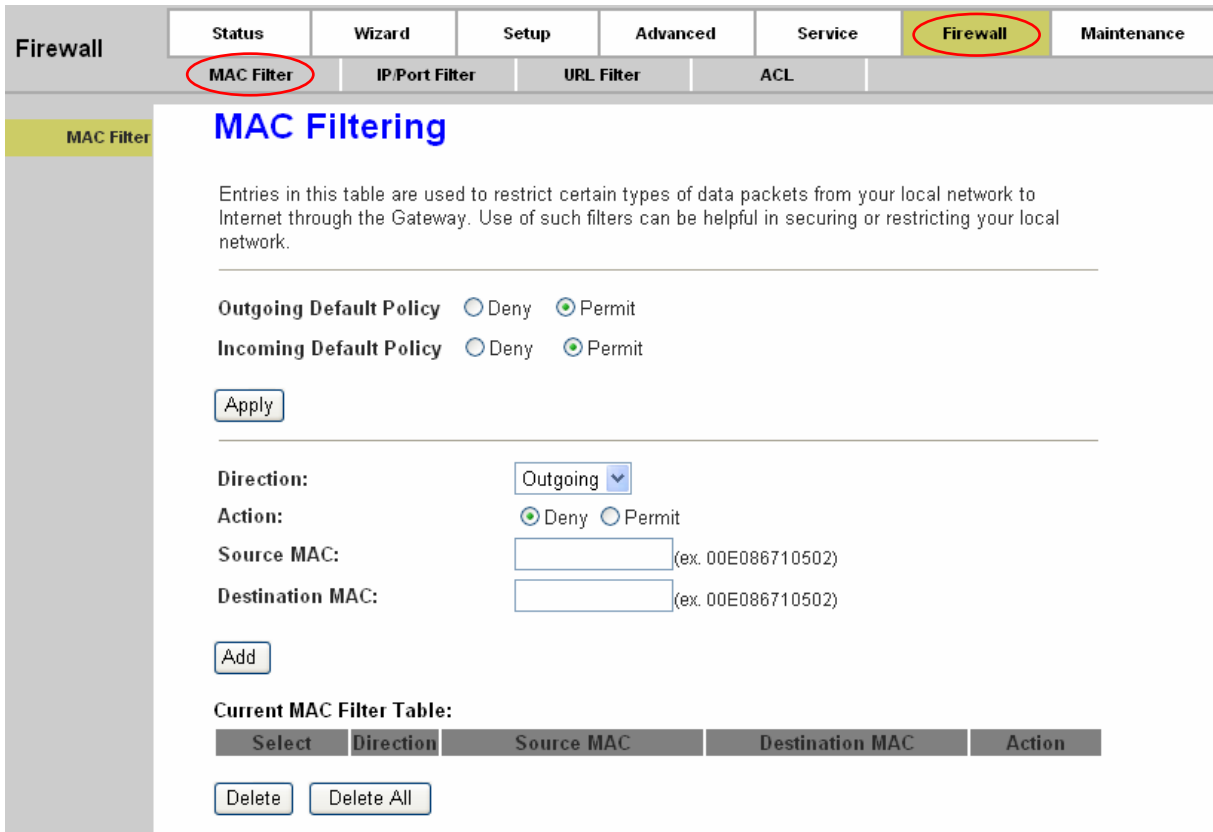 Firewall
Status Wizard Setup Advanced Service Firewall Maintenance
MAC Filter IP/Port Filter URL Filter ACL
MAC Filter
MAC Filtering
Entries in this table are used to restrict certain types of data packets from your local network to
Internet through the Gateway. Use of such filters can be helpful in securing or restricting your local
network.
Outgoing Default Policy Deny Permit
Incoming Default Policy Deny Permit
Apply
Direction: Outgoing
Action: Deny Permit
Source MAC: (ex. 00E086710502)
Destination MAC: (ex. 00E086710502)
Add
Current MAC Filter Table:
Select Direction Source MAC Destination MAC Action
Delete Delete All